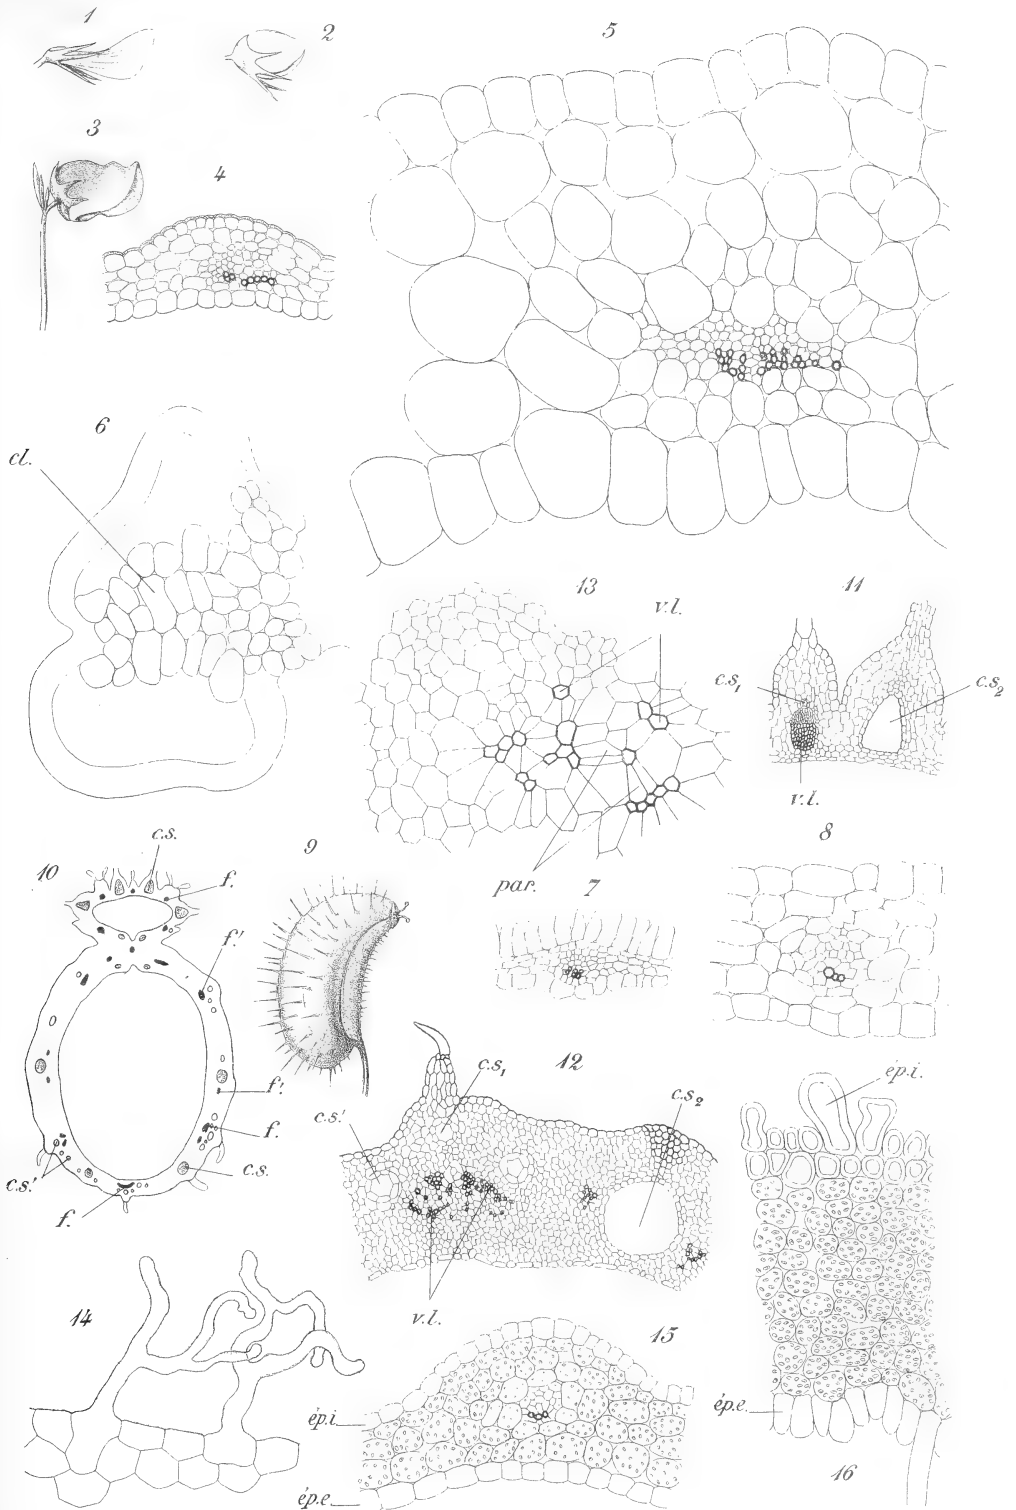 1
2
5
3
4
6
cl.
13
11
v.l.
c.s₁
c.s₂
v.l.
8
c.s.
9
10
f.
par.
7
f'.
12
ép.i.
c.s₁
c.s₂
f'.
c.s'.
f.
c.s'.
c.s.
f.
14
v.l.
15
ép.i.
ép.e.
16
ép.e.